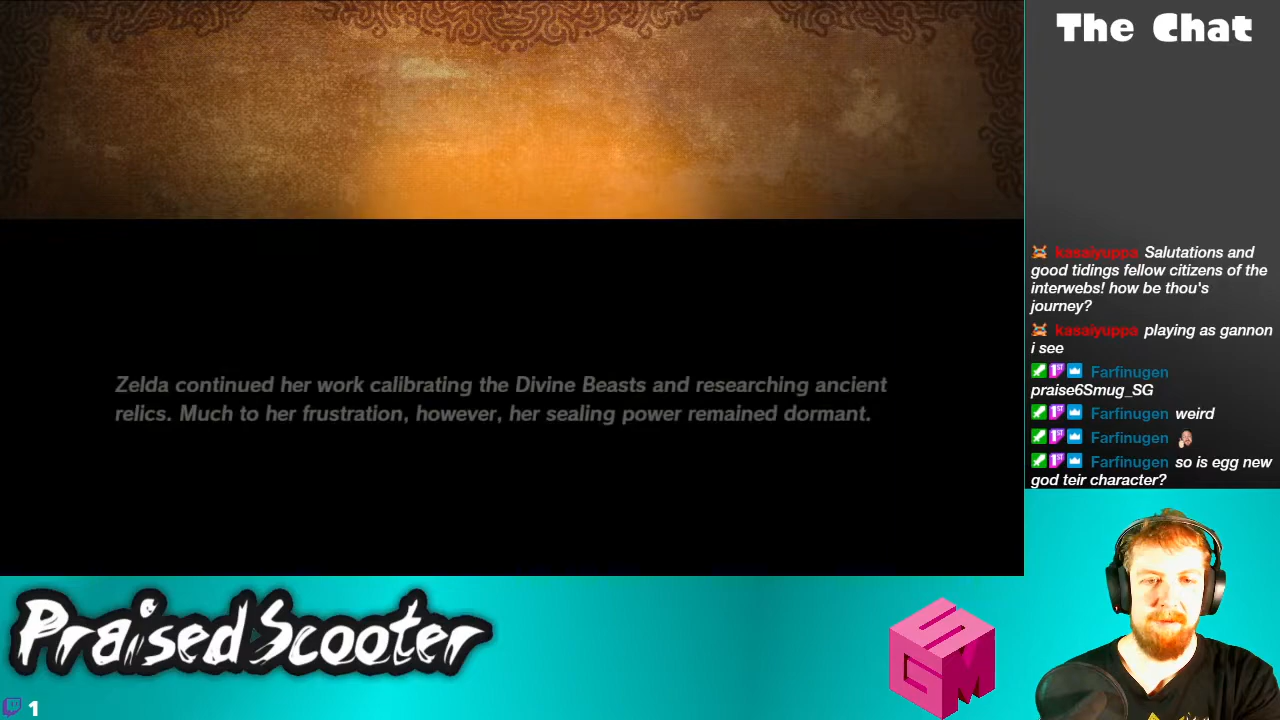 The Chat
kasaiyuppa Salutations and
good tidings fellow citizens of the
interwebs! how be thou's
journey?
kasaiyuppa playing as gannon
i see
Farfinugen
praise6Smug_SG
Farfinugen weird
Farfinugen
Farfinugen so is egg new
god teir character?
Zelda continued her work calibrating the Divine Beasts and researching ancient
relics. Much to her frustration, however, her sealing power remained dormant.
PraisedScooter
SGM
1